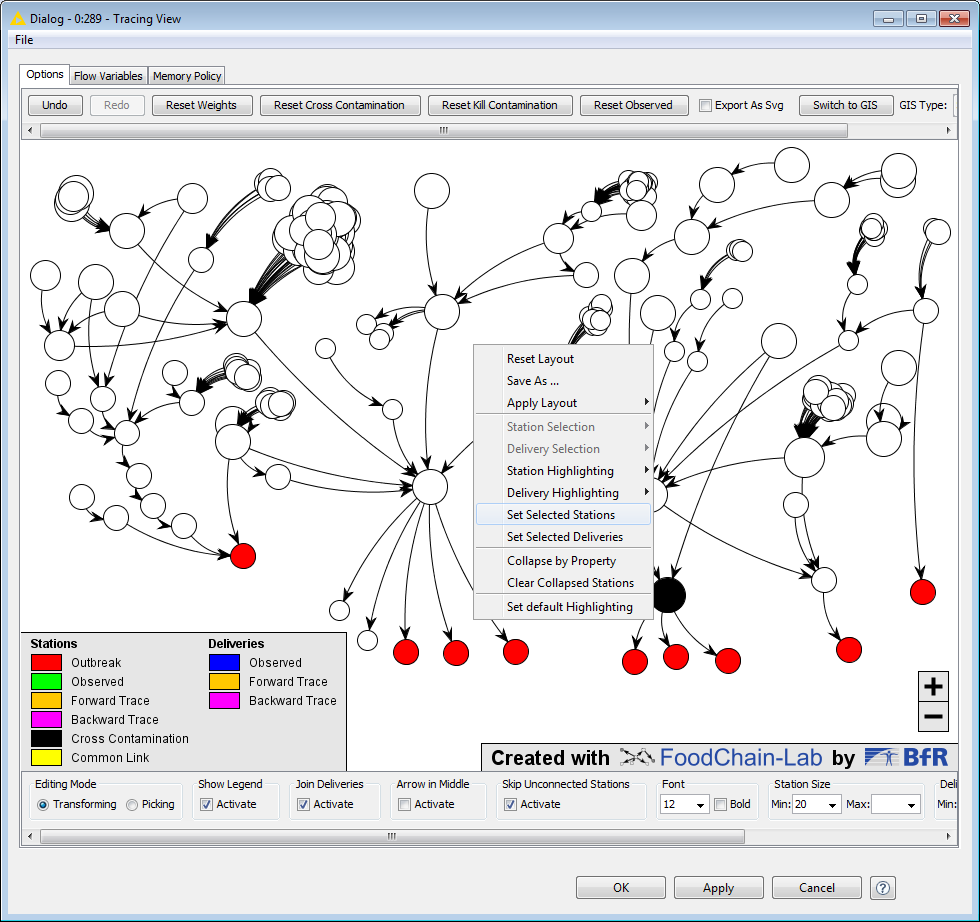 Dialog - 0:289 - Tracing View
File
Options Flow Variables Memory Policy
Undo Redo Reset Weights Reset Cross Contamination Reset Kill Contamination Reset Observed Export As Svg Switch to GIS GIS Type:
Reset Layout
Save As ...
Apply Layout
Station Selection
Delivery Selection
Station Highlighting
Delivery Highlighting
Set Selected Stations
Set Selected Deliveries
Collapse by Property
Clear Collapsed Stations
Set default Highlighting
Stations Deliveries
Outbreak Observed
Observed Forward Trace
Forward Trace Backward Trace
Backward Trace
Cross Contamination
Common Link
+
−
Created with FoodChain-Lab by BfR
Editing Mode Show Legend Join Deliveries Arrow in Middle Skip Unconnected Stations Font Station Size Deli
Transforming Picking Activate Activate Activate Activate 12 Bold Min: 20 Max: Min:
OK Apply Cancel ?